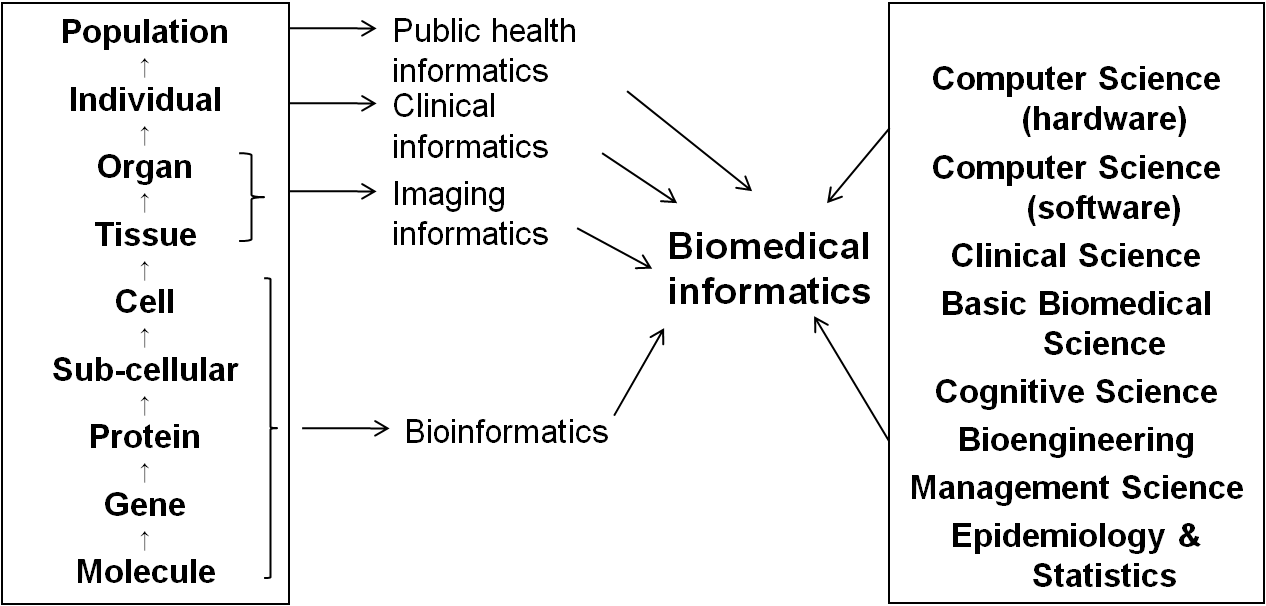 Population
↑
Individual
↑
Organ
↑
Tissue
↑
Cell
↑
Sub-cellular
↑
Protein
↑
Gene
↑
Molecule
Public health
informatics
Clinical
informatics
Imaging
informatics
Bioinformatics
Biomedical
informatics
Computer Science
(hardware)
Computer Science
(software)
Clinical Science
Basic Biomedical
Science
Cognitive Science
Bioengineering
Management Science
Epidemiology &
Statistics